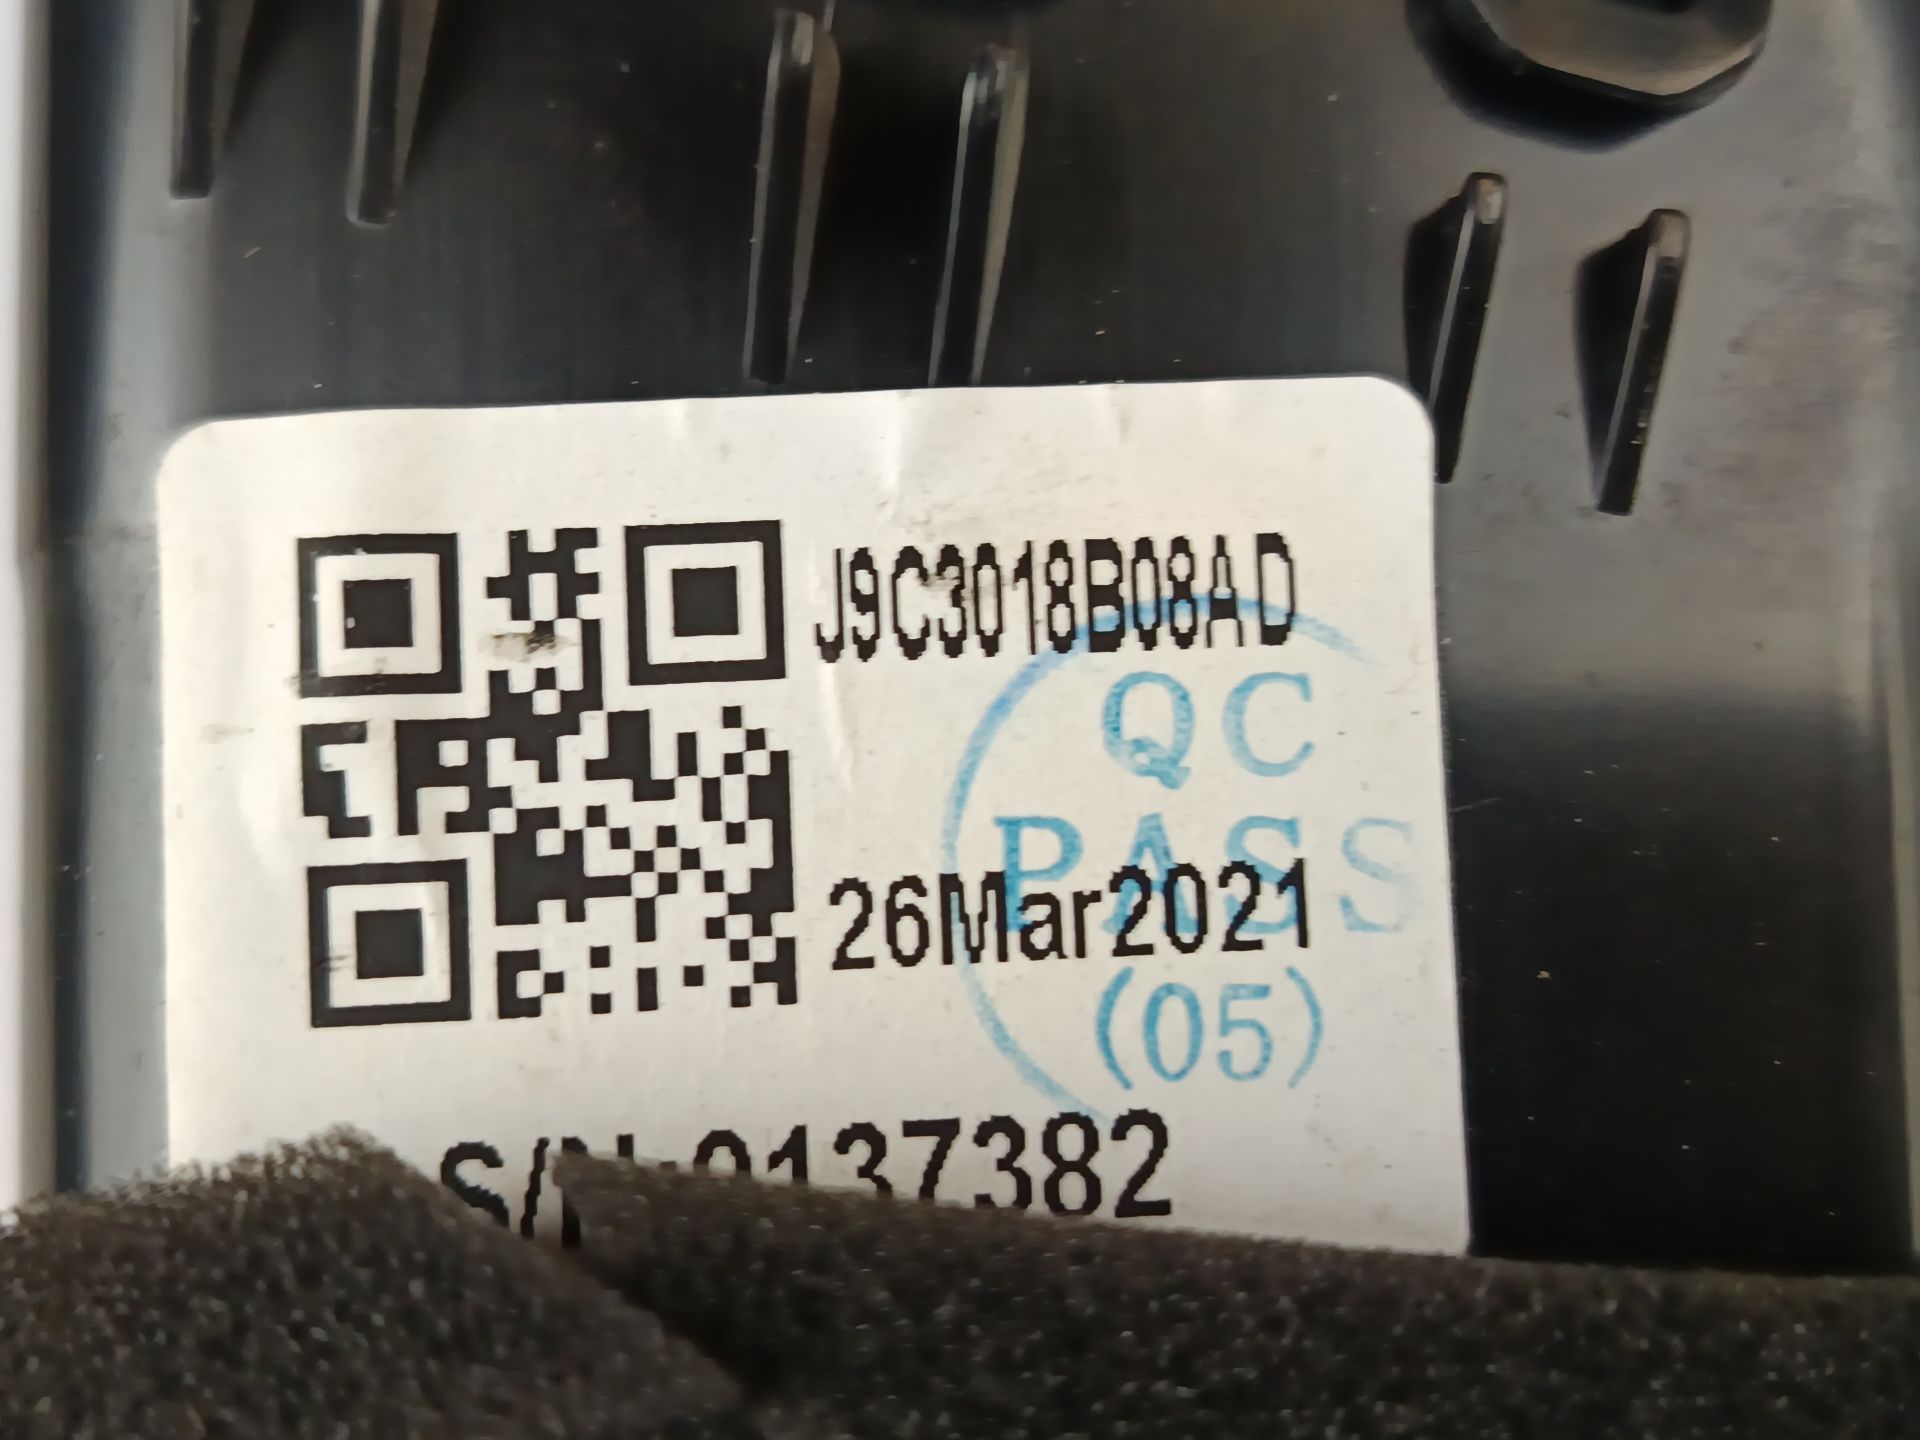 J9C3018B08AD
QC
PASS
26Mar2021
(05)
S/N:0137382